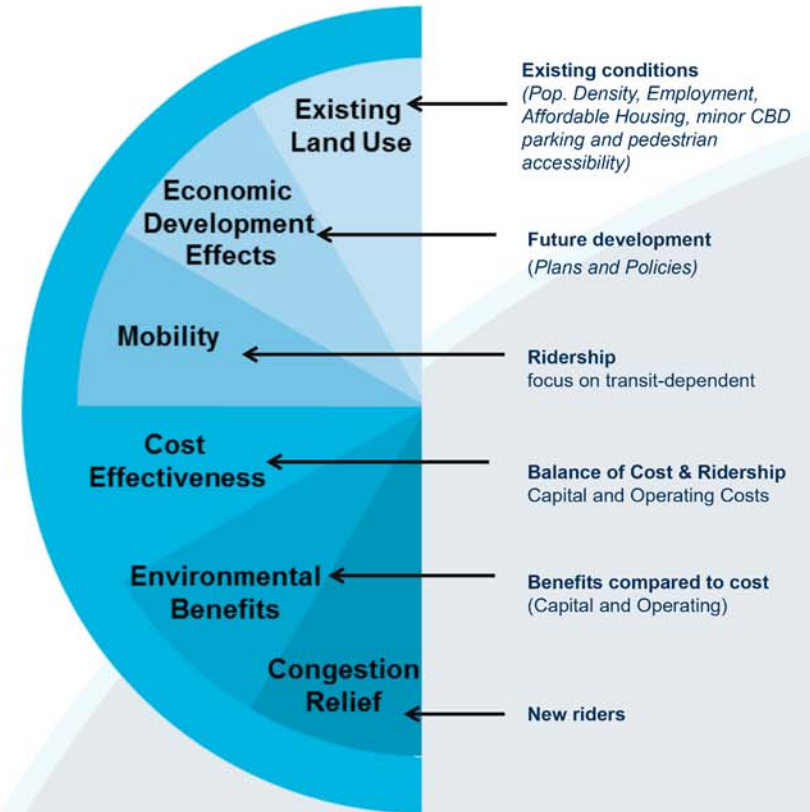 Existing
Land Use
Existing conditions
(Pop. Density, Employment,
Affordable Housing, minor CBD
parking and pedestrian
accessibility)
Economic
Development
Effects
Future development
(Plans and Policies)
Mobility
Ridership
focus on transit-dependent
Cost
Effectiveness
Balance of Cost & Ridership
Capital and Operating Costs
Environmental
Benefits
Benefits compared to cost
(Capital and Operating)
Congestion
Relief
New riders